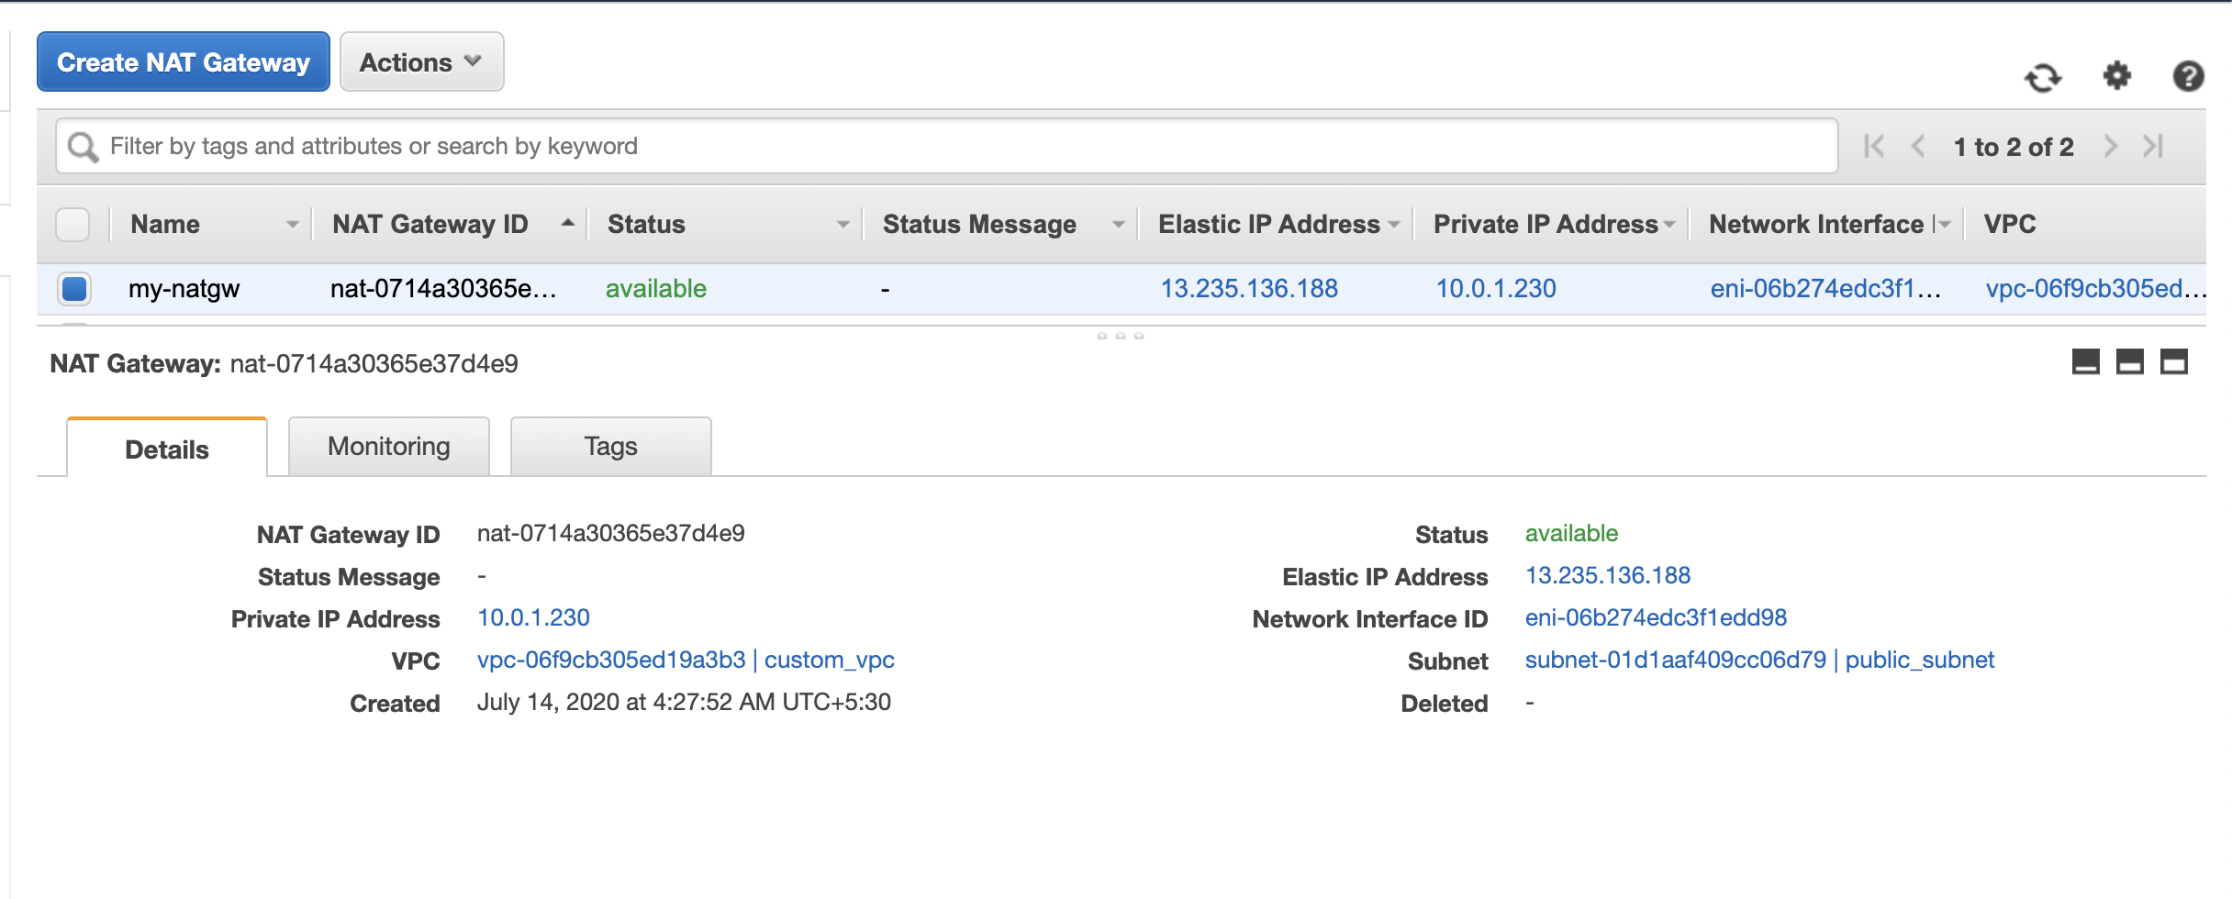 Create NAT Gateway Actions
Filter by tags and attributes or search by keyword 1 to 2 of 2
Name NAT Gateway ID Status Status Message Elastic IP Address Private IP Address Network Interface I VPC
my-natgw nat-0714a30365e... available - 13.235.136.188 10.0.1.230 eni-06b274edc3f1... vpc-06f9cb305ed...
NAT Gateway: nat-0714a30365e37d4e9
Details Monitoring Tags
NAT Gateway ID nat-0714a30365e37d4e9 Status available
Status Message - Elastic IP Address 13.235.136.188
Private IP Address 10.0.1.230 Network Interface ID eni-06b274edc3f1edd98
VPC vpc-06f9cb305ed19a3b3 | custom_vpc Subnet subnet-01d1aaf409cc06d79 | public_subnet
Created July 14, 2020 at 4:27:52 AM UTC+5:30 Deleted -